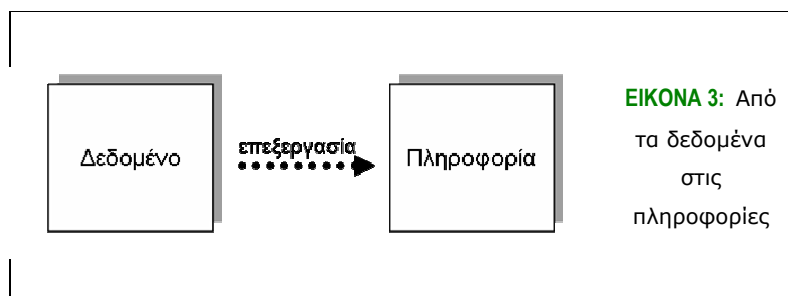 Δεδομένο
επεξεργασία
Πληροφορία
ΕΙΚΟΝΑ 3: Από
τα δεδομένα
στις
πληροφορίες